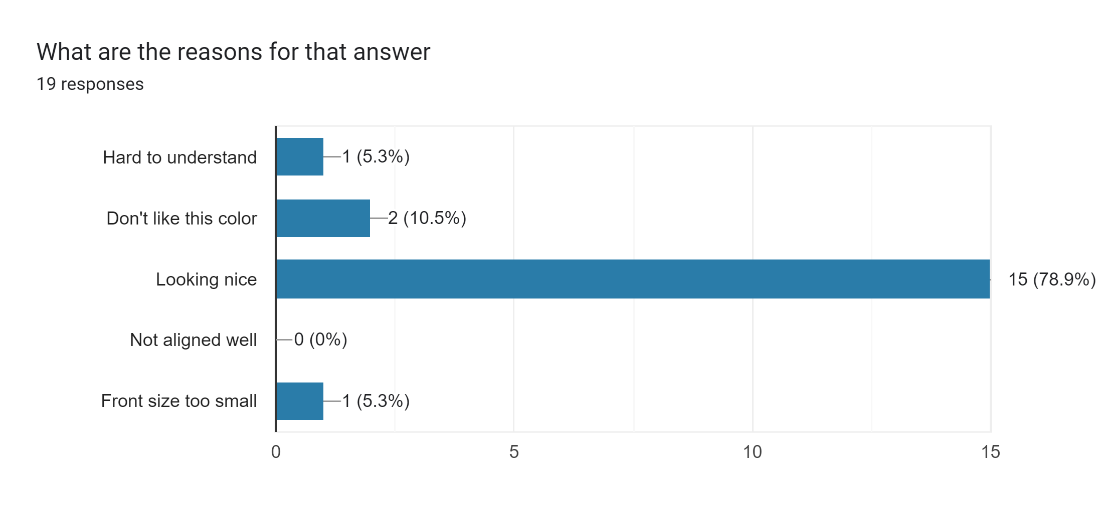 What are the reasons for that answer
19 responses
Hard to understand 1 (5.3%)
Don't like this color 2 (10.5%)
Looking nice 15 (78.9%)
Not aligned well 0 (0%)
Front size too small 1 (5.3%)
0 5 10 15